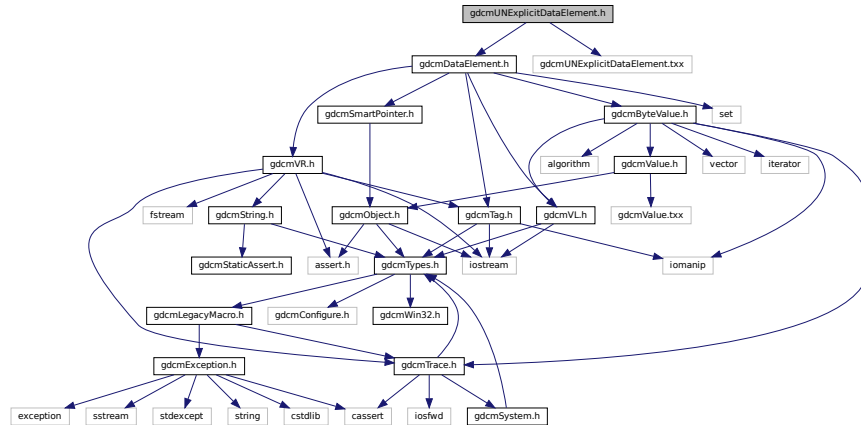 gdcmUNExplicitDataElement.h
gdcmDataElement.h
gdcmUNExplicitDataElement.txx
gdcmSmartPointer.h
gdcmByteValue.h
set
gdcmVR.h
algorithm
gdcmValue.h
vector
iterator
fstream
gdcmString.h
gdcmObject.h
gdcmTag.h
gdcmVL.h
gdcmValue.txx
gdcmStaticAssert.h
assert.h
gdcmTypes.h
iostream
iomanip
gdcmLegacyMacro.h
gdcmConfigure.h
gdcmWin32.h
gdcmException.h
gdcmTrace.h
exception
sstream
stdexcept
string
cstdlib
cassert
iosfwd
gdcmSystem.h